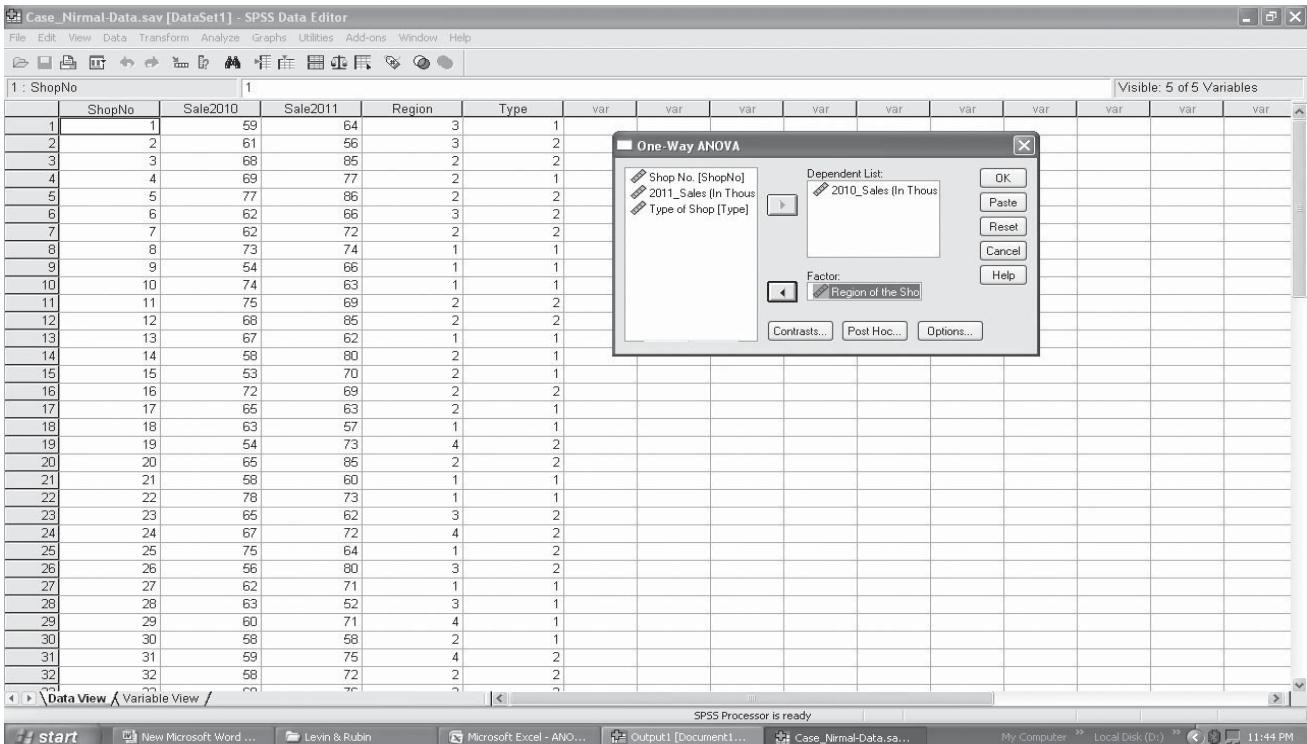 Case_Nirmal-Data.sav [DataSet1] - SPSS Data Editor
File Edit View Data Transform Analyze Graphs Utilities Add-ons Window Help
1 : ShopNo 1 Visible: 5 of 5 Variables
ShopNo Sale2010 Sale2011 Region Type var var var var var var var var var var
1 1 59 64 3 1
2 2 61 56 3 2
3 3 68 85 2 2
4 4 69 77 2 1
5 5 77 86 2 2
6 6 62 66 3 2
7 7 62 72 2 2
8 8 73 74 1 1
9 9 54 66 1 1
10 10 74 63 1 1
11 11 75 69 2 2
12 12 68 85 2 2
13 13 67 62 1 1
14 14 58 80 2 1
15 15 53 70 2 1
16 16 72 69 2 2
17 17 65 63 2 1
18 18 63 57 1 1
19 19 54 73 4 2
20 20 65 85 2 2
21 21 58 60 1 1
22 22 78 73 1 1
23 23 65 62 3 2
24 24 67 72 4 2
25 25 75 64 1 2
26 26 56 80 3 2
27 27 62 71 1 1
28 28 63 52 3 1
29 29 60 71 4 1
30 30 58 58 2 1
31 31 59 75 4 2
32 32 58 72 2 2
One-Way ANOVA
Shop No. [ShopNo]
2011_Sales (In Thous
Type of Shop [Type]
Dependent List:
2010_Sales (In Thous
Factor:
Region of the Sho
OK
Paste
Reset
Cancel
Help
Contrasts... Post Hoc... Options...
Data View Variable View
SPSS Processor is ready
start New Microsoft Word ... Levin & Rubin Microsoft Excel - ANO... Output1 [Document1... Case_Nirmal-Data.sa... My Computer Local Disk (D:) 11:44 PM